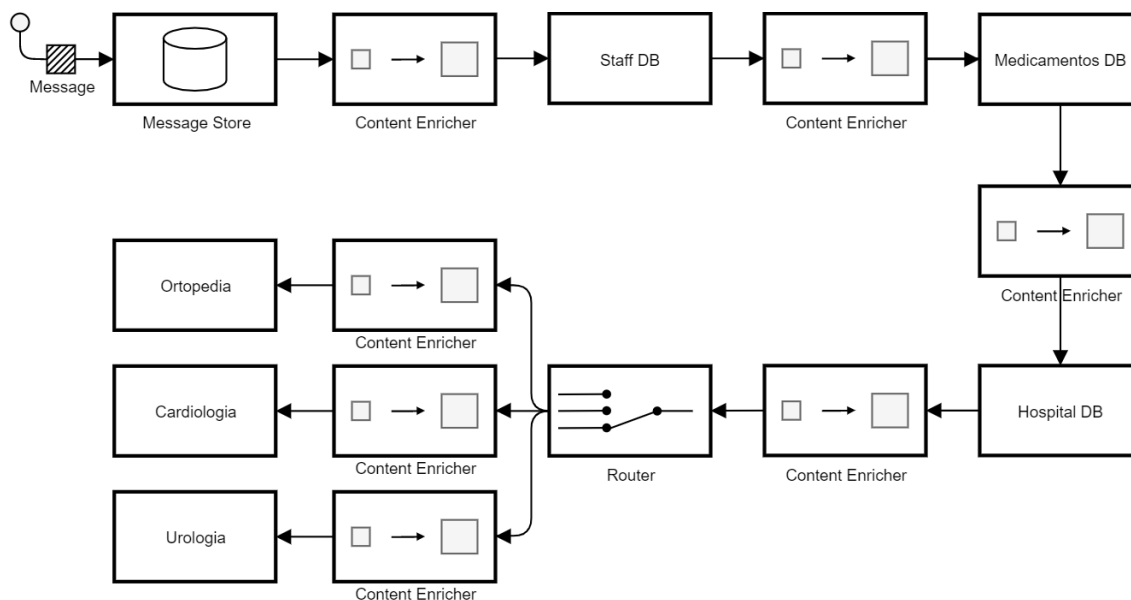 Message
Message Store
Content Enricher
Staff DB
Content Enricher
Medicamentos DB
Content Enricher
Ortopedia
Content Enricher
Cardiologia
Content Enricher
Router
Content Enricher
Hospital DB
Urologia
Content Enricher